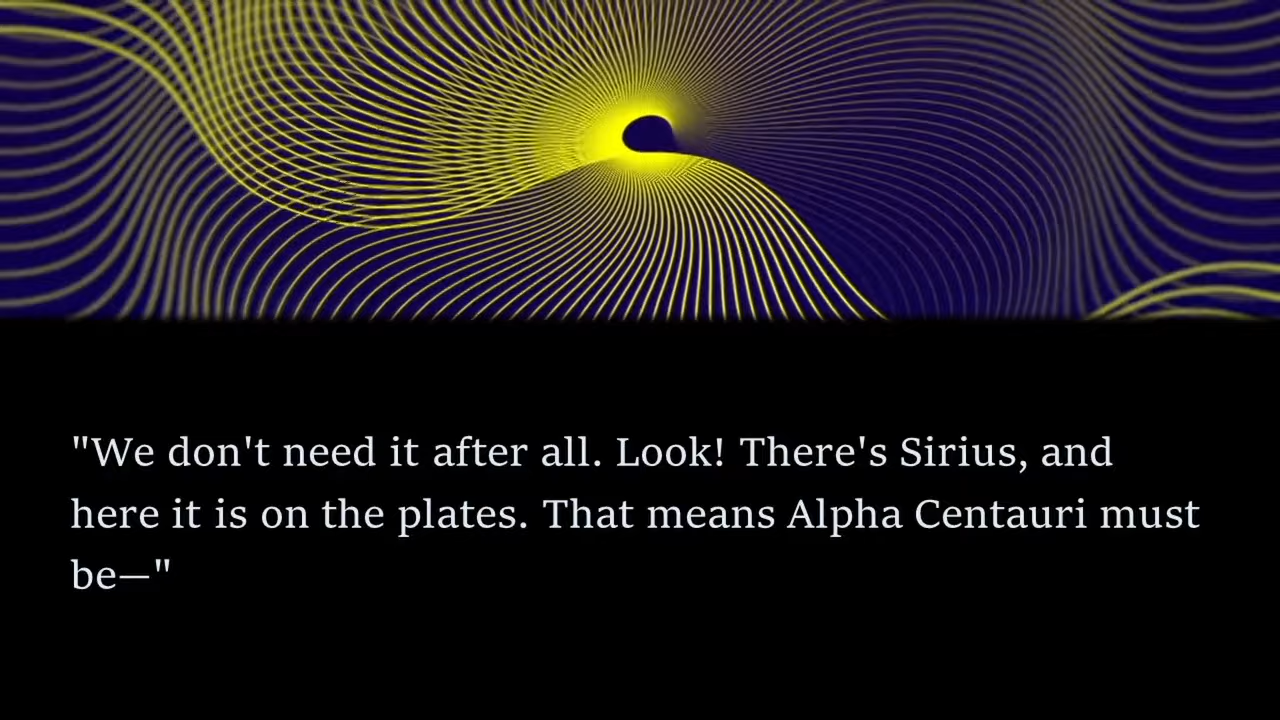 "We don't need it after all. Look! There's Sirius, and
here it is on the plates. That means Alpha Centauri must
be—"